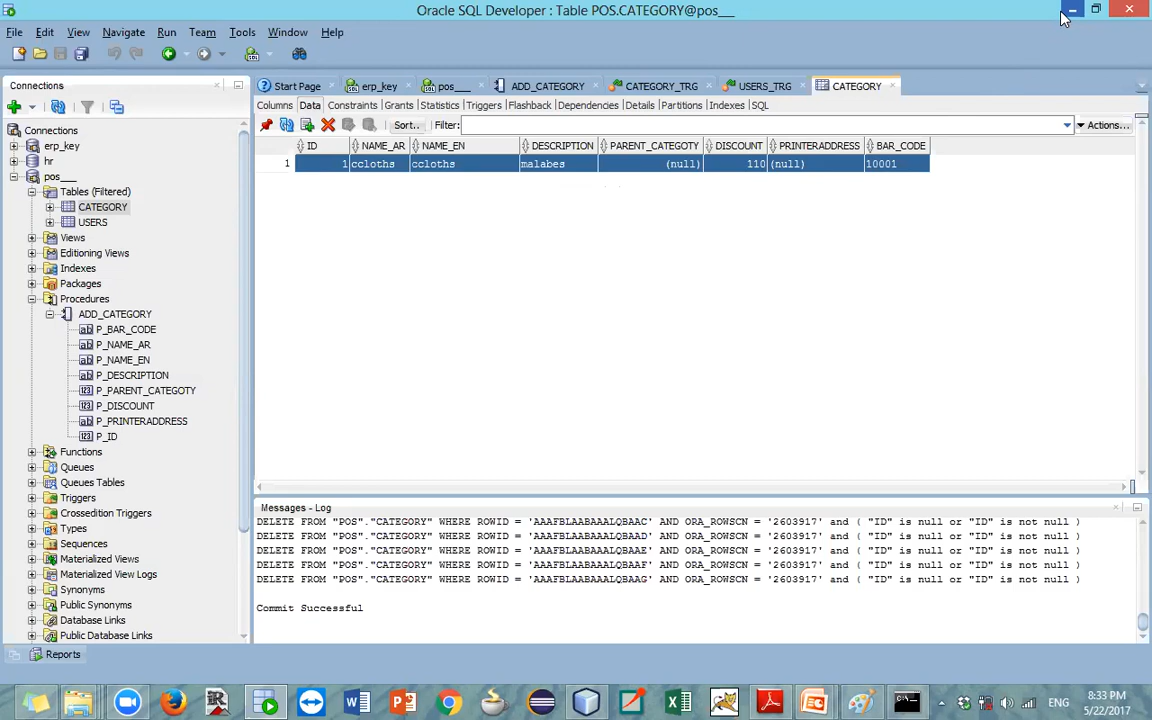 Oracle SQL Developer : Table POS.CATEGORY@pos__
File Edit View Navigate Run Team Tools Window Help
Connections
Start Page erp_key pos__ ADD_CATEGORY CATEGORY_TRG USERS_TRG CATEGORY
Columns Data Constraints Grants Statistics Triggers Flashback Dependencies Details Partitions Indexes SQL
Sort.. Filter: Actions...
ID NAME_AR NAME_EN DESCRIPTION PARENT_CATEGOTY DISCOUNT PRINTERADDRESS BAR_CODE
1 1 ccloths ccloths malabes (null) 110 (null) 10001
Connections
erp_key
hr
pos__
Tables (Filtered)
CATEGORY
USERS
Views
Editioning Views
Indexes
Packages
Procedures
ADD_CATEGORY
P_BAR_CODE
P_NAME_AR
P_NAME_EN
P_DESCRIPTION
P_PARENT_CATEGOTY
P_DISCOUNT
P_PRINTERADDRESS
P_ID
Functions
Queues
Queues Tables
Triggers
Crossedition Triggers
Types
Sequences
Materialized Views
Materialized View Logs
Synonyms
Public Synonyms
Database Links
Public Database Links
Reports
Messages - Log
DELETE FROM "POS"."CATEGORY" WHERE ROWID = 'AAAFBLAABAAALQBAAC' AND ORA_ROWSCN = '2603917' and ( "ID" is null or "ID" is not null )
DELETE FROM "POS"."CATEGORY" WHERE ROWID = 'AAAFBLAABAAALQBAAD' AND ORA_ROWSCN = '2603917' and ( "ID" is null or "ID" is not null )
DELETE FROM "POS"."CATEGORY" WHERE ROWID = 'AAAFBLAABAAALQBAAE' AND ORA_ROWSCN = '2603917' and ( "ID" is null or "ID" is not null )
DELETE FROM "POS"."CATEGORY" WHERE ROWID = 'AAAFBLAABAAALQBAAF' AND ORA_ROWSCN = '2603917' and ( "ID" is null or "ID" is not null )
DELETE FROM "POS"."CATEGORY" WHERE ROWID = 'AAAFBLAABAAALQBAAG' AND ORA_ROWSCN = '2603917' and ( "ID" is null or "ID" is not null )
Commit Successful
ENG
8:33 PM
5/22/2017